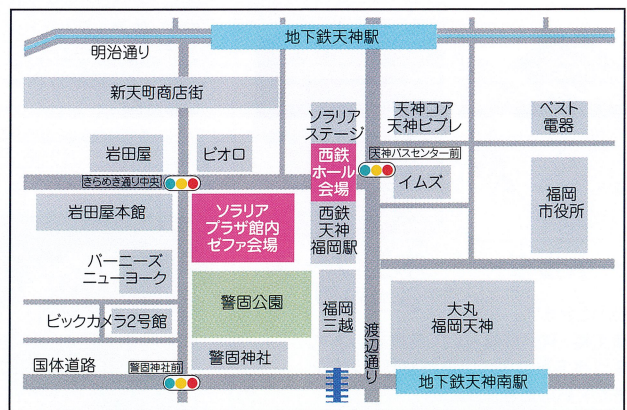 地下鉄天神駅
明治通り
新天町商店街
ソラリア
ステージ
天神コア
天神ビブレ
ベスト
電器
岩田屋
ビオロ
西鉄
ホール
会場
天神バスセンター前
きらめき通り中央
イムズ
福岡
市役所
岩田屋本館
ソラリア
プラザ館内
ゼファ会場
西鉄
天神
福岡駅
バーニーズ
ニューヨーク
警固公園
福岡
三越
大丸
福岡天神
ビックカメラ2号館
渡辺通り
国体道路
警固神社前
警固神社
地下鉄天神南駅